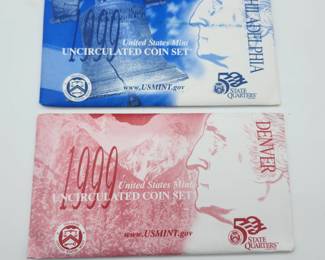 1999
United States Mint
UNCIRCULATED COIN SET
PHILADELPHIA
www.USMINT.gov
50
STATE
QUARTERS
1999
United States Mint
UNCIRCULATED COIN SET
DENVER
www.USMINT.gov
50
STATE
QUARTERS